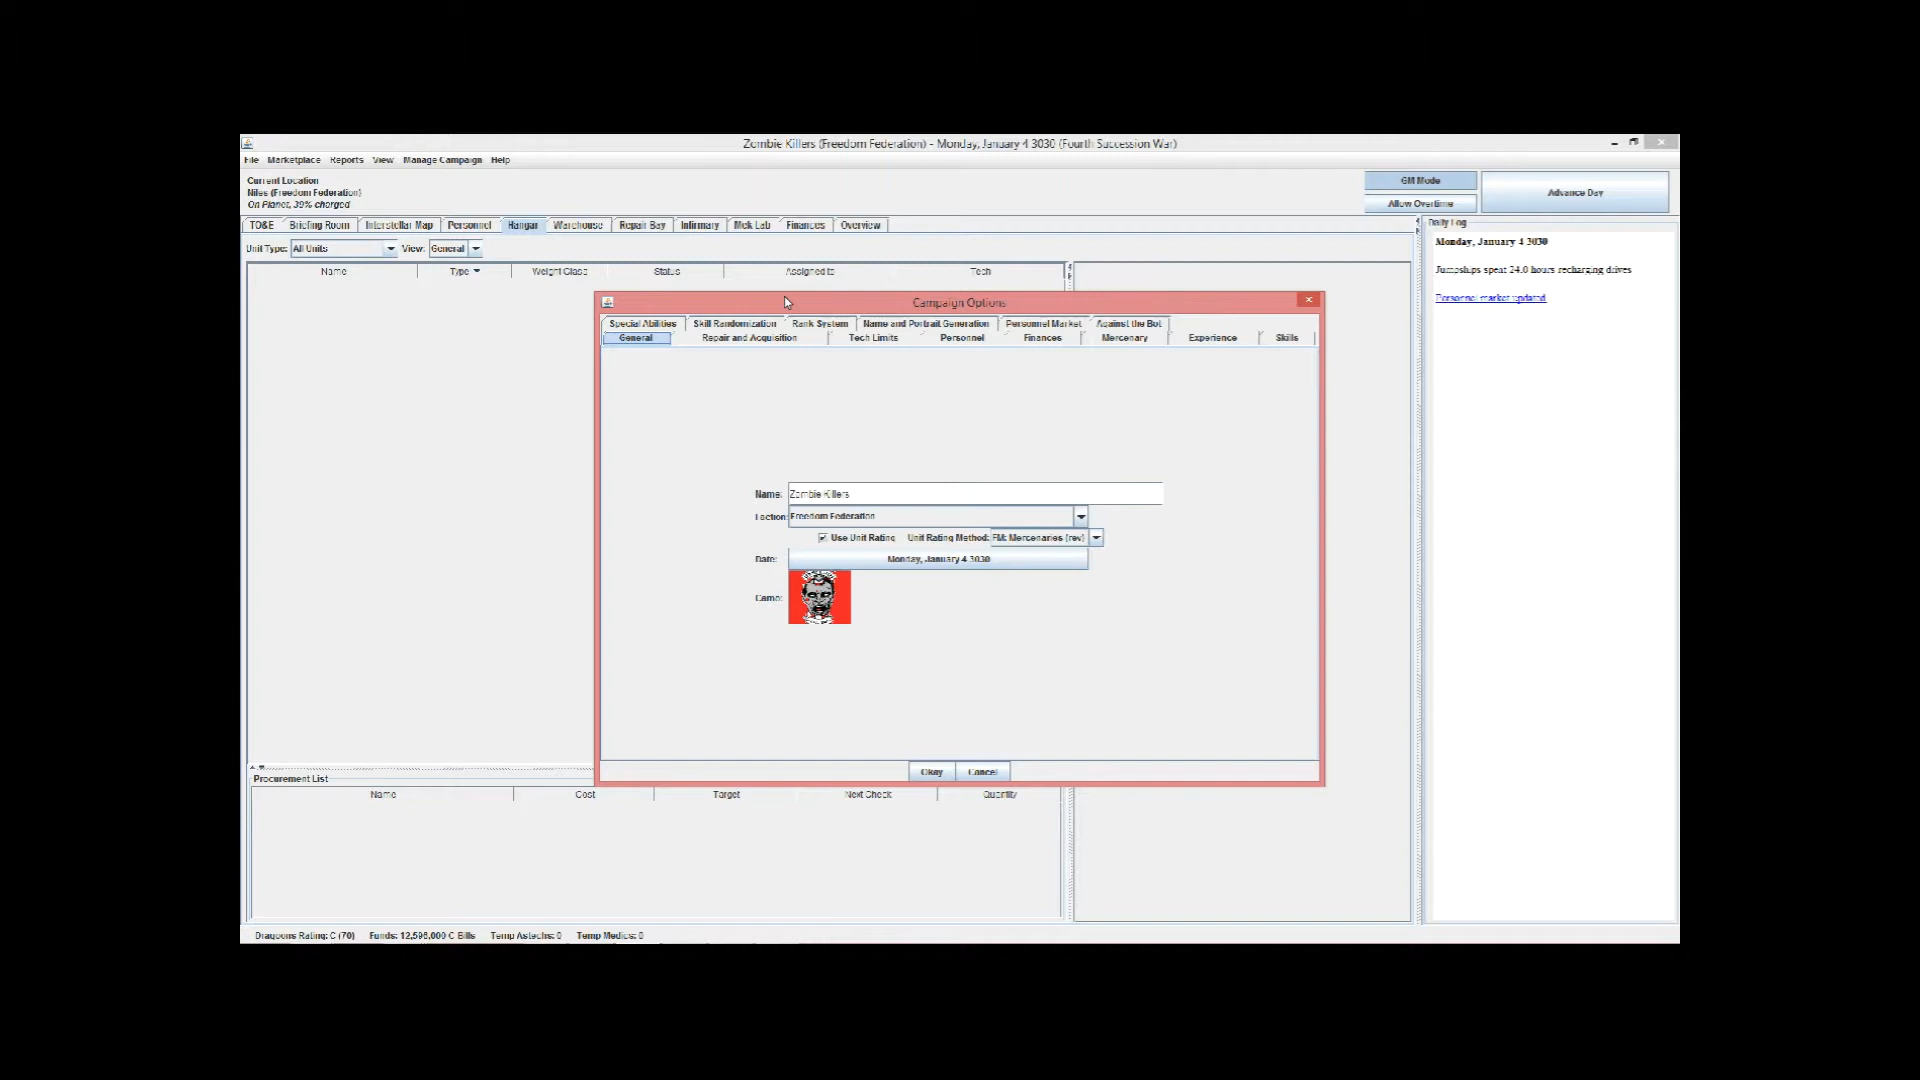 Zombie Killers (Freedom Federation) - Monday, January 4 3030 (Fourth Succession War)
File Marketplace Reports View Manage Campaign Help
Current Location
Niles (Freedom Federation)
On Planet, 39% charged
GM Mode
Advance Day
Allow Overtime
TO&E Briefing Room Interstellar Map Personnel Hangar Warehouse Repair Bay Infirmary Mek Lab Finances Overview
Unit Type: All Units View: General
Name Type Weight Class Status Assigned to Tech
Daily Log
Monday, January 4 3030
Jumpships spent 24.0 hours recharging drives
Personnel market updated
Campaign Options
Special Abilities Skill Randomization Rank System Name and Portrait Generation Personnel Market Against the Bot
General Repair and Acquisition Tech Limits Personnel Finances Mercenary Experience Skills
Name: Zombie Killers
Faction: Freedom Federation
Use Unit Rating Unit Rating Method: FM: Mercenaries (rev)
Date: Monday, January 4 3030
Camo:
Okay Cancel
Procurement List
Name Cost Target Next Check Quantity
Dragoons Rating: C (70) Funds: 12,596,000 C-Bills Temp Astechs: 0 Temp Medics: 0